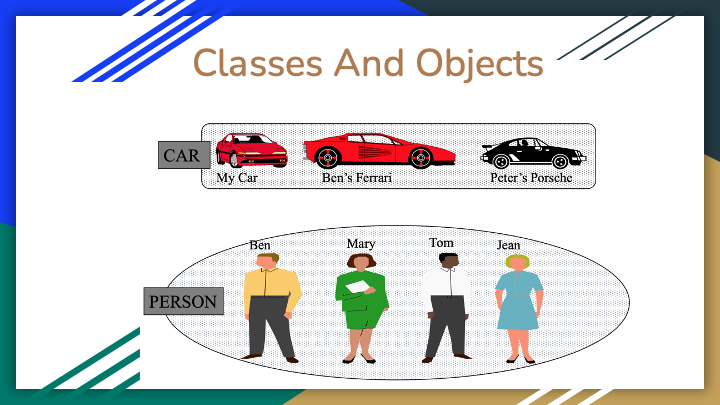 Classes And Objects
CAR
My Car
Ben's Ferrari
Peter's Porsche
Ben
Mary
Tom
Jean
PERSON